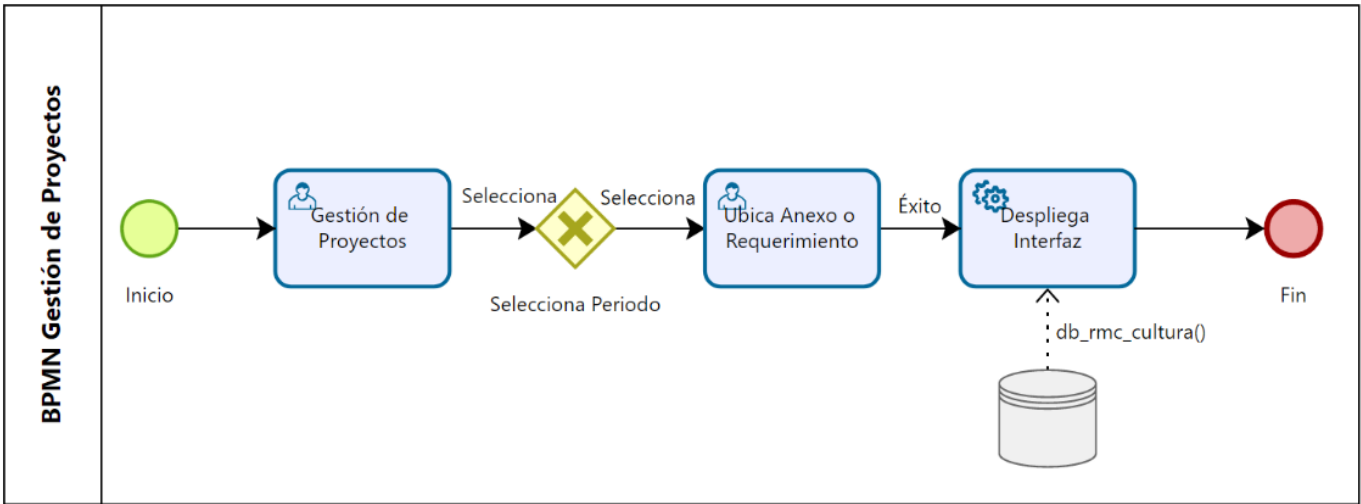 BPMN Gestión de Proyectos
Inicio
Gestión de
Proyectos
Selecciona
Selecciona Periodo
Selecciona
Ubica Anexo o
Requerimiento
Éxito
Despliega
Interfaz
db_rmc_cultura()
Fin